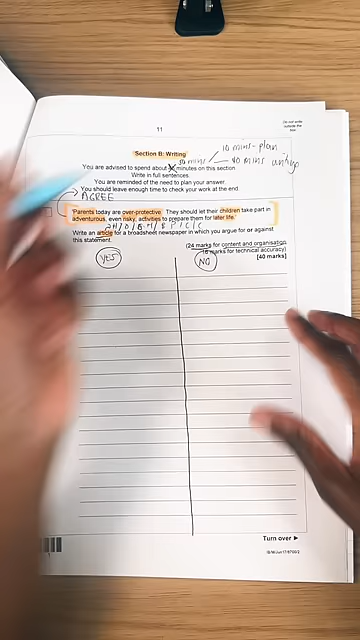 11
Do not write
outside the
box
Section B: Writing
10 mins - plan
50 mins
40 mins writing
You are advised to spend about minutes on this section.
Write in full sentences.
You are reminded of the need to plan your answer.
You should leave enough time to check your work at the end.
AGREE
'Parents today are over-protective. They should let their children take part in
adventurous, even risky, activities to prepare them for later life.'
Write an article for a broadsheet newspaper in which you argue for or against
this statement.
(24 marks for content and organisation
16 marks for technical accuracy)
[40 marks]
YES
NO
Turn over ►